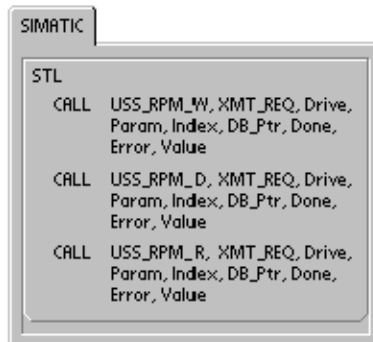 SIMATIC
STL
CALL USS_RPM_W, XMT_REQ, Drive,
Param, Index, DB_Ptr, Done,
Error, Value
CALL USS_RPM_D, XMT_REQ, Drive,
Param, Index, DB_Ptr, Done,
Error, Value
CALL USS_RPM_R, XMT_REQ, Drive,
Param, Index, DB_Ptr, Done,
Error, Value